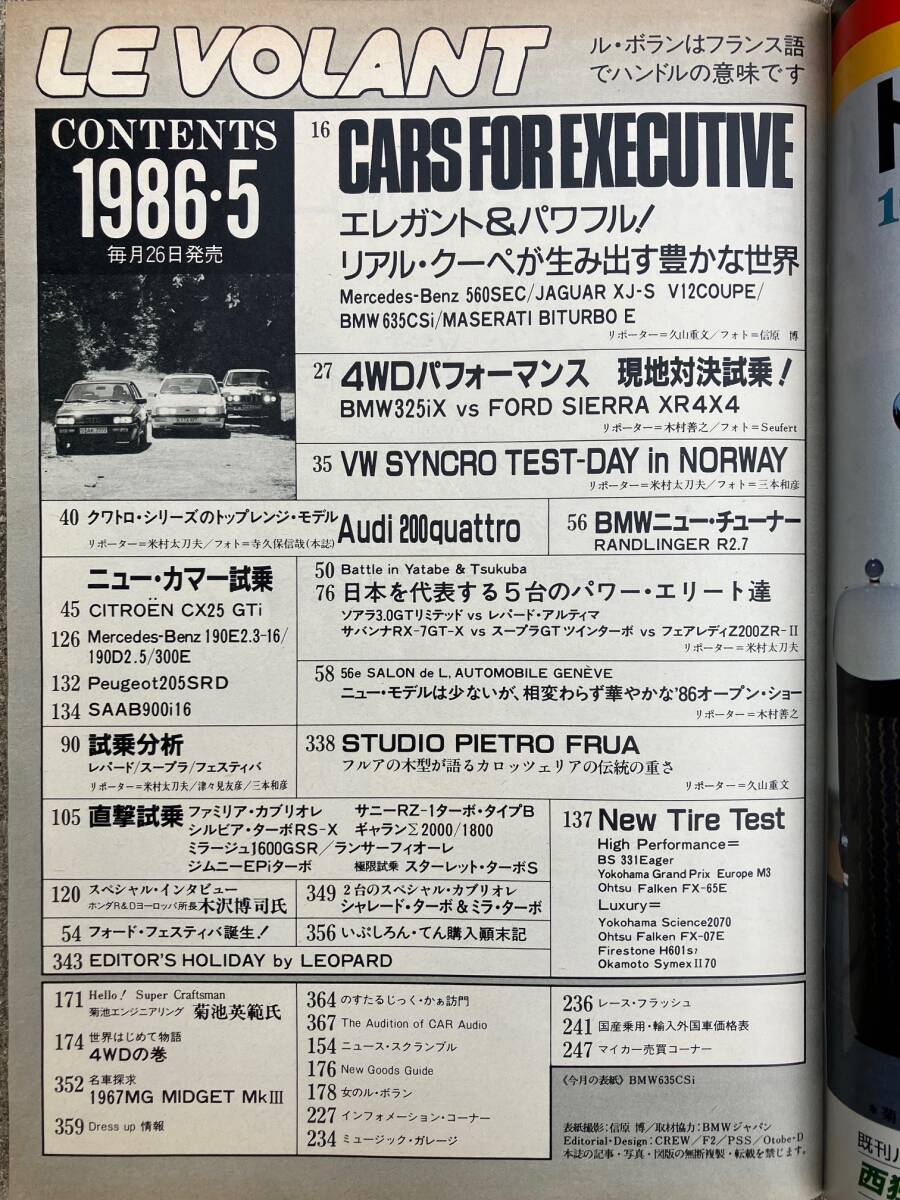 LE VOLANT
ル・ボランはフランス語
でハンドルの意味です
CONTENTS
1986・5
毎月26日発売
16 CARS FOR EXECUTIVE
エレガント&パワフル!
リアル・クーペが生み出す豊かな世界
Mercedes-Benz 560SEC/JAGUAR XJ-S V12COUPE/
BMW635CSi/MASERATI BITURBO E
リポーター=久山重文/フォト=信原 博
27 4WDパフォーマンス 現地対決試乗!
BMW325iX vs FORD SIERRA XR4X4
リポーター=木村善之/フォト=Seufert
35 VW SYNCRO TEST-DAY in NORWAY
リポーター=米村太刀夫/フォト=三本和彦
40 クワトロ・シリーズのトップレンジ・モデル
Audi 200quattro
リポーター=米村太刀夫/フォト=寺久保信哉(本誌)
56 BMWニュー・チューナー
RANDLINGER R2.7
ニュー・カマー試乗
45 CITROËN CX25 GTi
126 Mercedes-Benz 190E2.3-16/
190D2.5/300E
132 Peugeot205SRD
134 SAAB900i16
50 Battle in Yatabe & Tsukuba
76 日本を代表する5台のパワー・エリート達
ソアラ3.0GTリミテッド vs レパード・アルティマ
サバンナRX-7GT-X vs スープラGTツインターボ vs フェアレディZ200ZR-II
リポーター=米村太刀夫
58 56e SALON de L, AUTOMOBILE GENÈVE
ニュー・モデルは少ないが、相変わらず華やかな'86オープン・ショー
リポーター=木村善之
90 試乗分析
レパード/スープラ/フェスティバ
リポーター=米村太刀夫/津々見友彦/三本和彦
338 STUDIO PIETRO FRUA
フルアの木型が語るカロッツェリアの伝統の重さ
リポーター=久山重文
105 直撃試乗
ファミリア・カブリオレ サニーRZ-1ターボ・タイプB
シルビア・ターボRS-X ギャランΣ2000/1800
ミラージュ1600GSR/ランサーフィオーレ
ジムニーEPiターボ 極限試乗 スターレット・ターボS
137 New Tire Test
High Performance=
BS 331Eager
Yokohama Grand Prix Europe M3
Ohtsu Falken FX-65E
Luxury=
Yokohama Science2070
Ohtsu Falken FX-07E
Firestone H601s7
Okamoto SymexII70
120 スペシャル・インタビュー
ホンダR&Dヨーロッパ所長 木沢博司氏
349 2台のスペシャル・カブリオレ
シャレード・ターボ&ミラ・ターボ
54 フォード・フェスティバ誕生!
356 いぷしろん・てん購入顛末記
343 EDITOR'S HOLIDAY by LEOPARD
171 Hello! Super Craftsman
菊池エンジニアリング 菊池英範氏
174 世界はじめて物語
4WDの巻
352 名車探求
1967MG MIDGET MkIII
359 Dress up 情報
364 のすたるじっく・かぁ訪門
367 The Audition of CAR Audio
154 ニュース・スクランブル
176 New Goods Guide
178 女のル・ボラン
227 インフォメーション・コーナー
234 ミュージック・ガレージ
236 レース・フラッシュ
241 国産乗用・輸入外国車価格表
247 マイカー売買コーナー
《今月の表紙》BMW635CSi
表紙撮影:信原 博/取材協力:BMWジャパン
Editorial・Design:CREW/F2/PSS/Otobe・D
本誌の記事・写真・図版の無断複製・転載を禁じます。
既刊